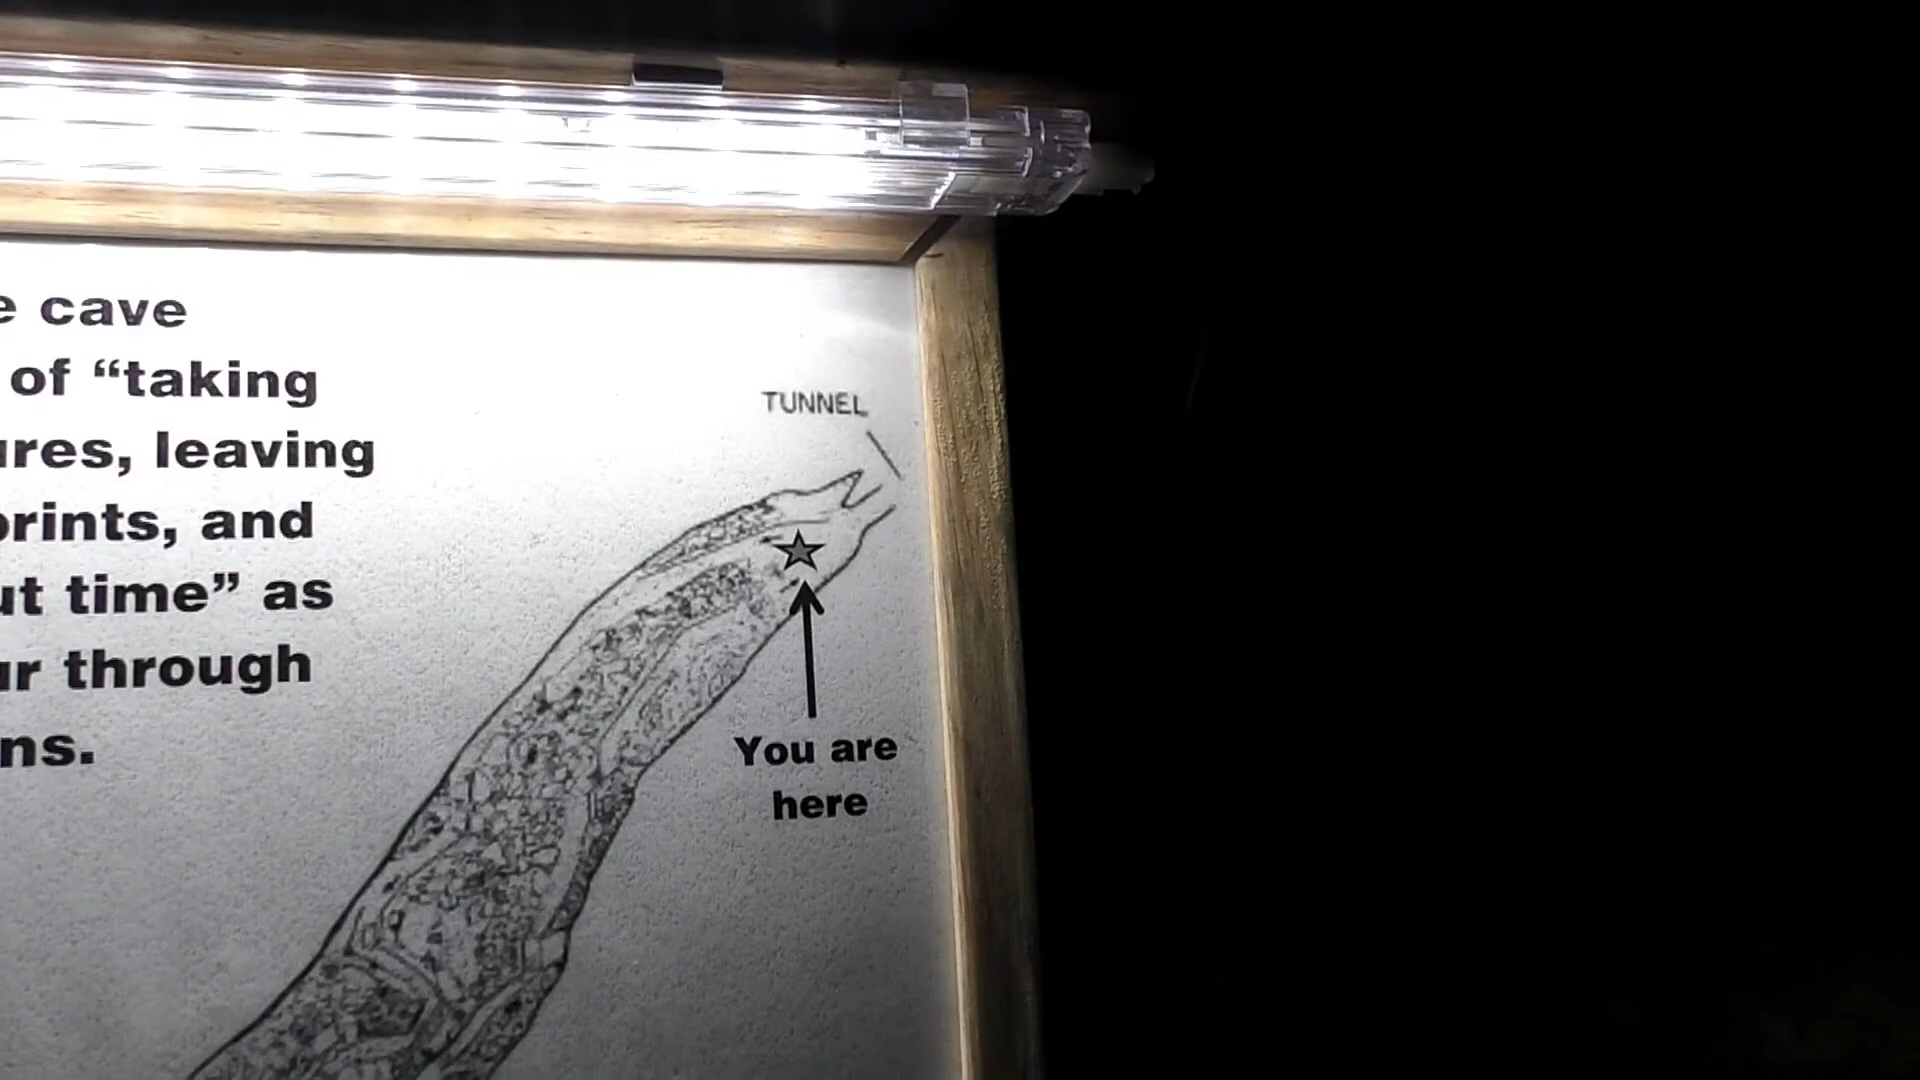 e cave
of “taking
ures, leaving
prints, and
ut time” as
ur through
ns.
TUNNEL
You are
here